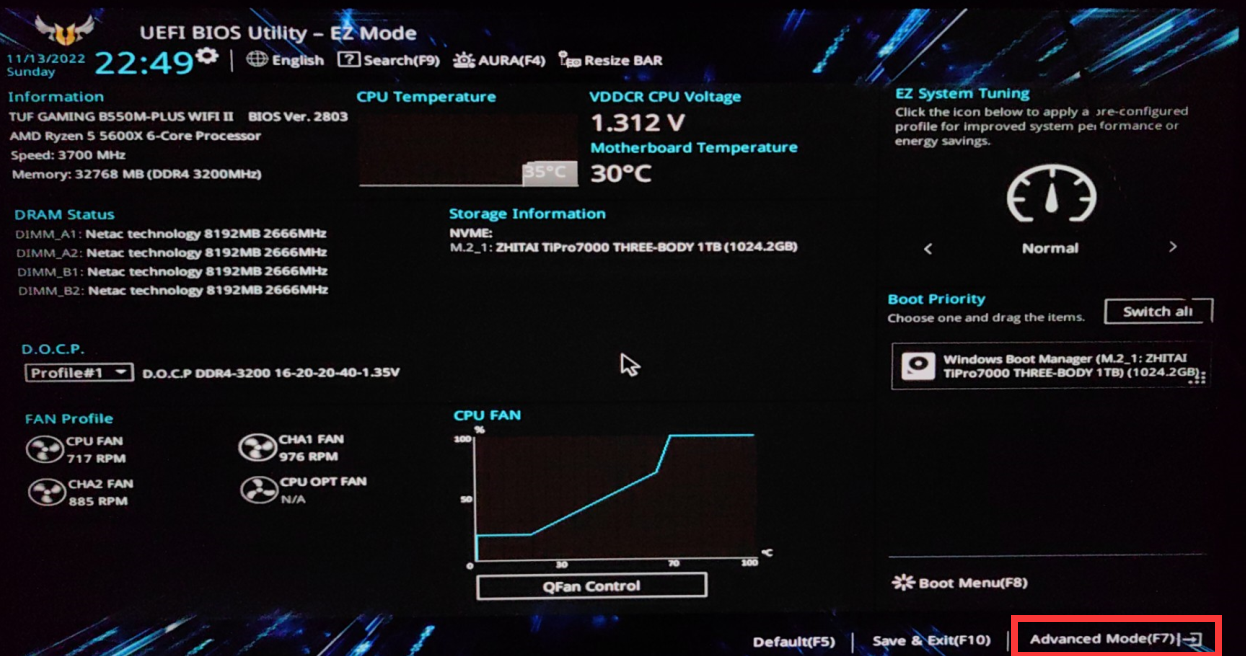 UEFI BIOS Utility – EZ Mode
11/13/2022
Sunday
22:49
English
Search(F9)
AURA(F4)
Resize BAR
Information
TUF GAMING B550M-PLUS WIFI II BIOS Ver. 2803
AMD Ryzen 5 5600X 6-Core Processor
Speed: 3700 MHz
Memory: 32768 MB (DDR4 3200MHz)
CPU Temperature
35°C
VDDCR CPU Voltage
1.312 V
Motherboard Temperature
30°C
EZ System Tuning
Click the icon below to apply a pre-configured
profile for improved system performance or
energy savings.
<
Normal
>
DRAM Status
DIMM_A1: Netac technology 8192MB 2666MHz
DIMM_A2: Netac technology 8192MB 2666MHz
DIMM_B1: Netac technology 8192MB 2666MHz
DIMM_B2: Netac technology 8192MB 2666MHz
Storage Information
NVME:
M.2_1: ZHITAI TiPro7000 THREE-BODY 1TB (1024.2GB)
Boot Priority
Choose one and drag the items.
Switch all
Windows Boot Manager (M.2_1: ZHITAI
TiPro7000 THREE-BODY 1TB) (1024.2GB)
D.O.C.P.
Profile#1
D.O.C.P DDR4-3200 16-20-20-40-1.35V
FAN Profile
CPU FAN
717 RPM
CHA1 FAN
976 RPM
CHA2 FAN
885 RPM
CPU OPT FAN
N/A
CPU FAN
%
100
50
0
30
70
100
°C
QFan Control
Boot Menu(F8)
Default(F5)
Save & Exit(F10)
Advanced Mode(F7)